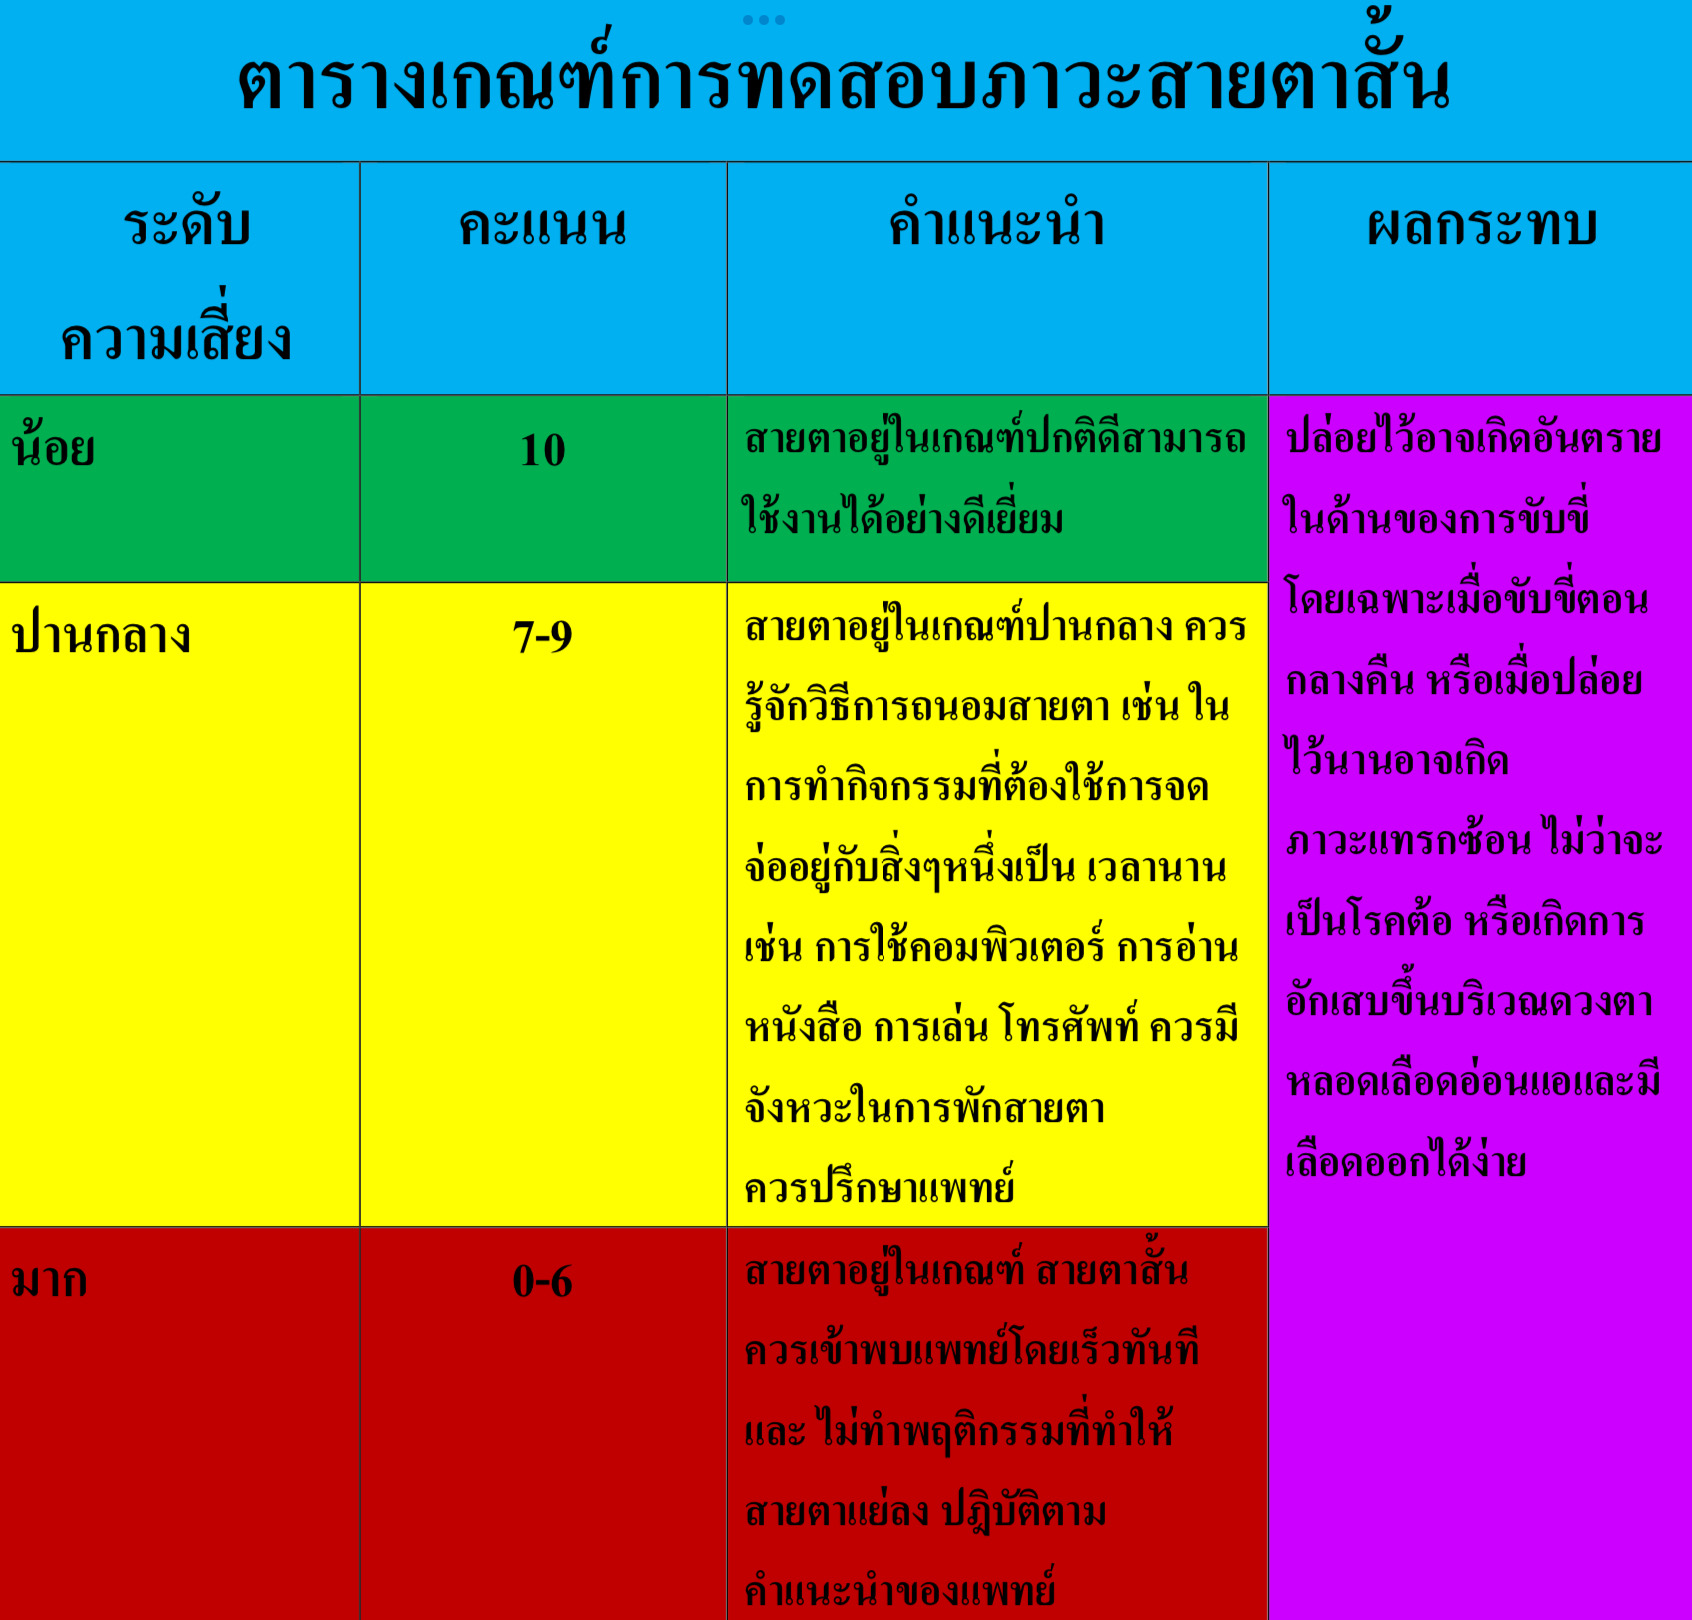 ตารางเกณฑ์การทดสอบภาวะสายตาสั้น
ระดับ
ความเสี่ยง
คะแนน
คำแนะนำ
ผลกระทบ
น้อย
10
สายตาอยู่ในเกณฑ์ปกติดีสามารถ
ใช้งานได้อย่างดีเยี่ยม
ปานกลาง
7-9
สายตาอยู่ในเกณฑ์ปานกลาง ควร
รู้จักวิธีการถนอมสายตา เช่น ใน
การทำกิจกรรมที่ต้องใช้การจด
จ่ออยู่กับสิ่งๆหนึ่งเป็น เวลานาน
เช่น การใช้คอมพิวเตอร์ การอ่าน
หนังสือ การเล่น โทรศัพท์ ควรมี
จังหวะในการพักสายตา
ควรปรึกษาแพทย์
มาก
0-6
สายตาอยู่ในเกณฑ์ สายตาสั้น
ควรเข้าพบแพทย์โดยเร็วทันที
และ ไม่ทำพฤติกรรมที่ทำให้
สายตาแย่ลง ปฎิบัติตาม
คำแนะนำของแพทย์
ปล่อยไว้อาจเกิดอันตราย
ในด้านของการขับขี่
โดยเฉพาะเมื่อขับขี่ตอน
กลางคืน หรือเมื่อปล่อย
ไว้นานอาจเกิด
ภาวะแทรกซ้อน ไม่ว่าจะ
เป็นโรคต้อ หรือเกิดการ
อักเสบขึ้นบริเวณดวงตา
หลอดเลือดอ่อนแอและมี
เลือดออกได้ง่าย